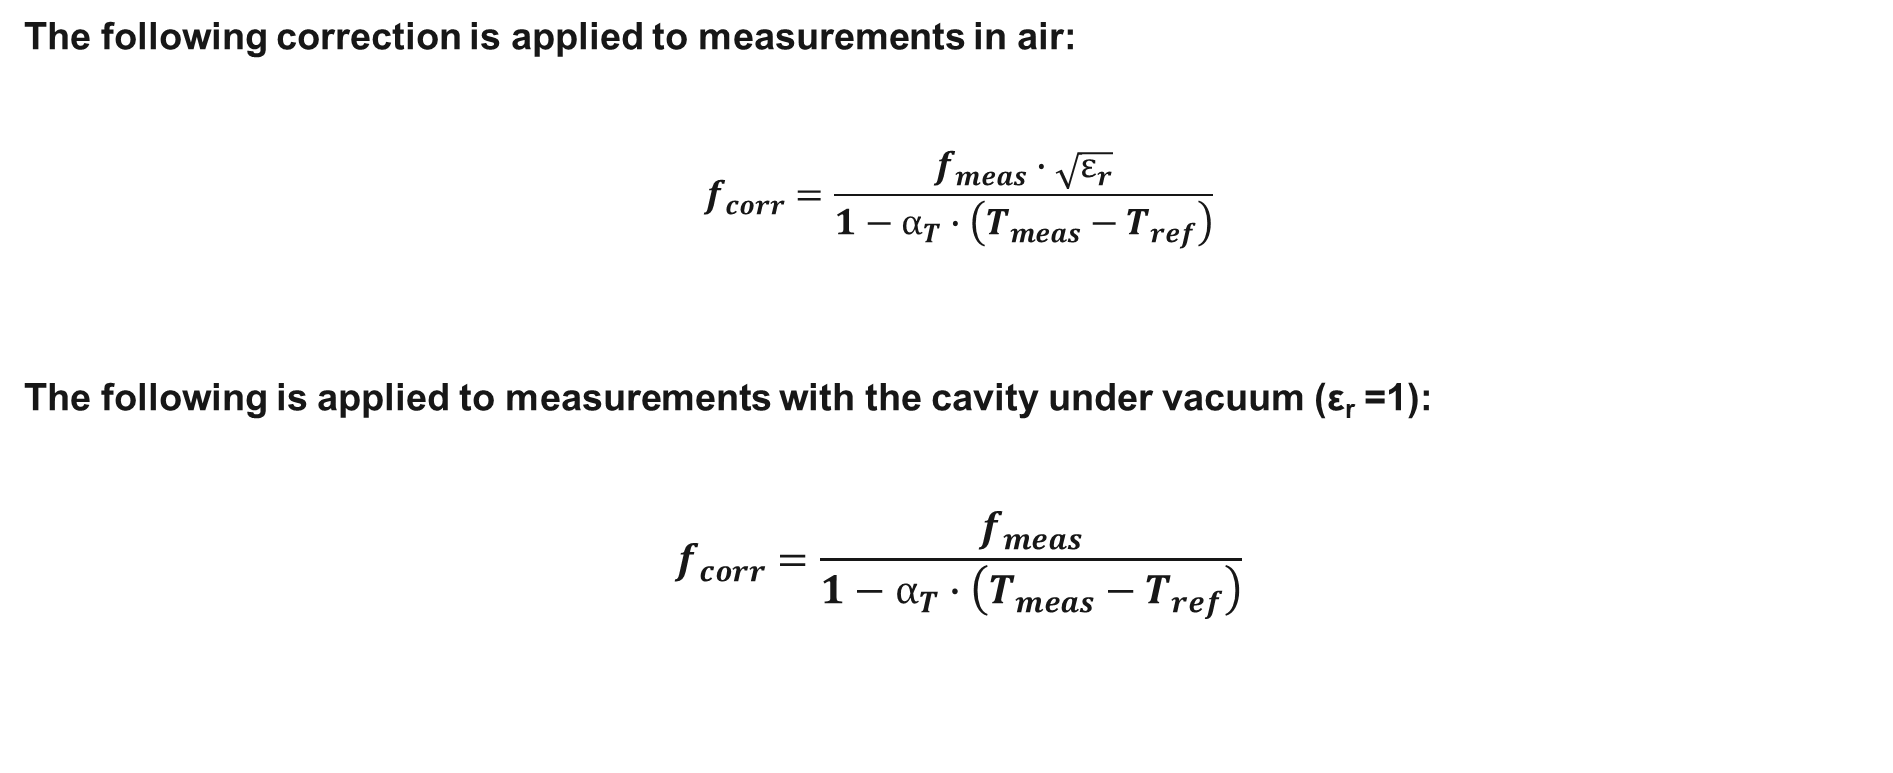 The following correction is applied to measurements in air:
f_corr = (f_meas · √ε_r) / (1 − α_T · (T_meas − T_ref))
The following is applied to measurements with the cavity under vacuum (ε_r =1):
f_corr = f_meas / (1 − α_T · (T_meas − T_ref))